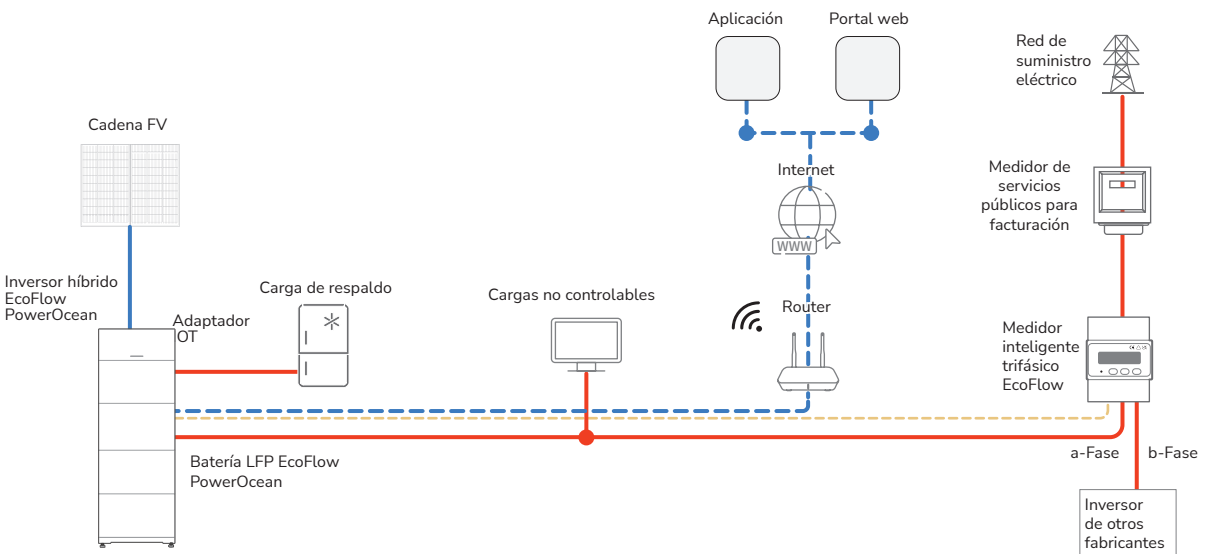 Aplicación
Portal web
Red de
suministro
eléctrico
Cadena FV
Internet
WWW
Medidor de
servicios
públicos para
facturación
Inversor híbrido
EcoFlow
PowerOcean
Adaptador
IOT
Carga de respaldo
Cargas no controlables
Router
Medidor
inteligente
trifásico
EcoFlow
Batería LFP EcoFlow
PowerOcean
a-Fase
b-Fase
Inversor
de otros
fabricantes